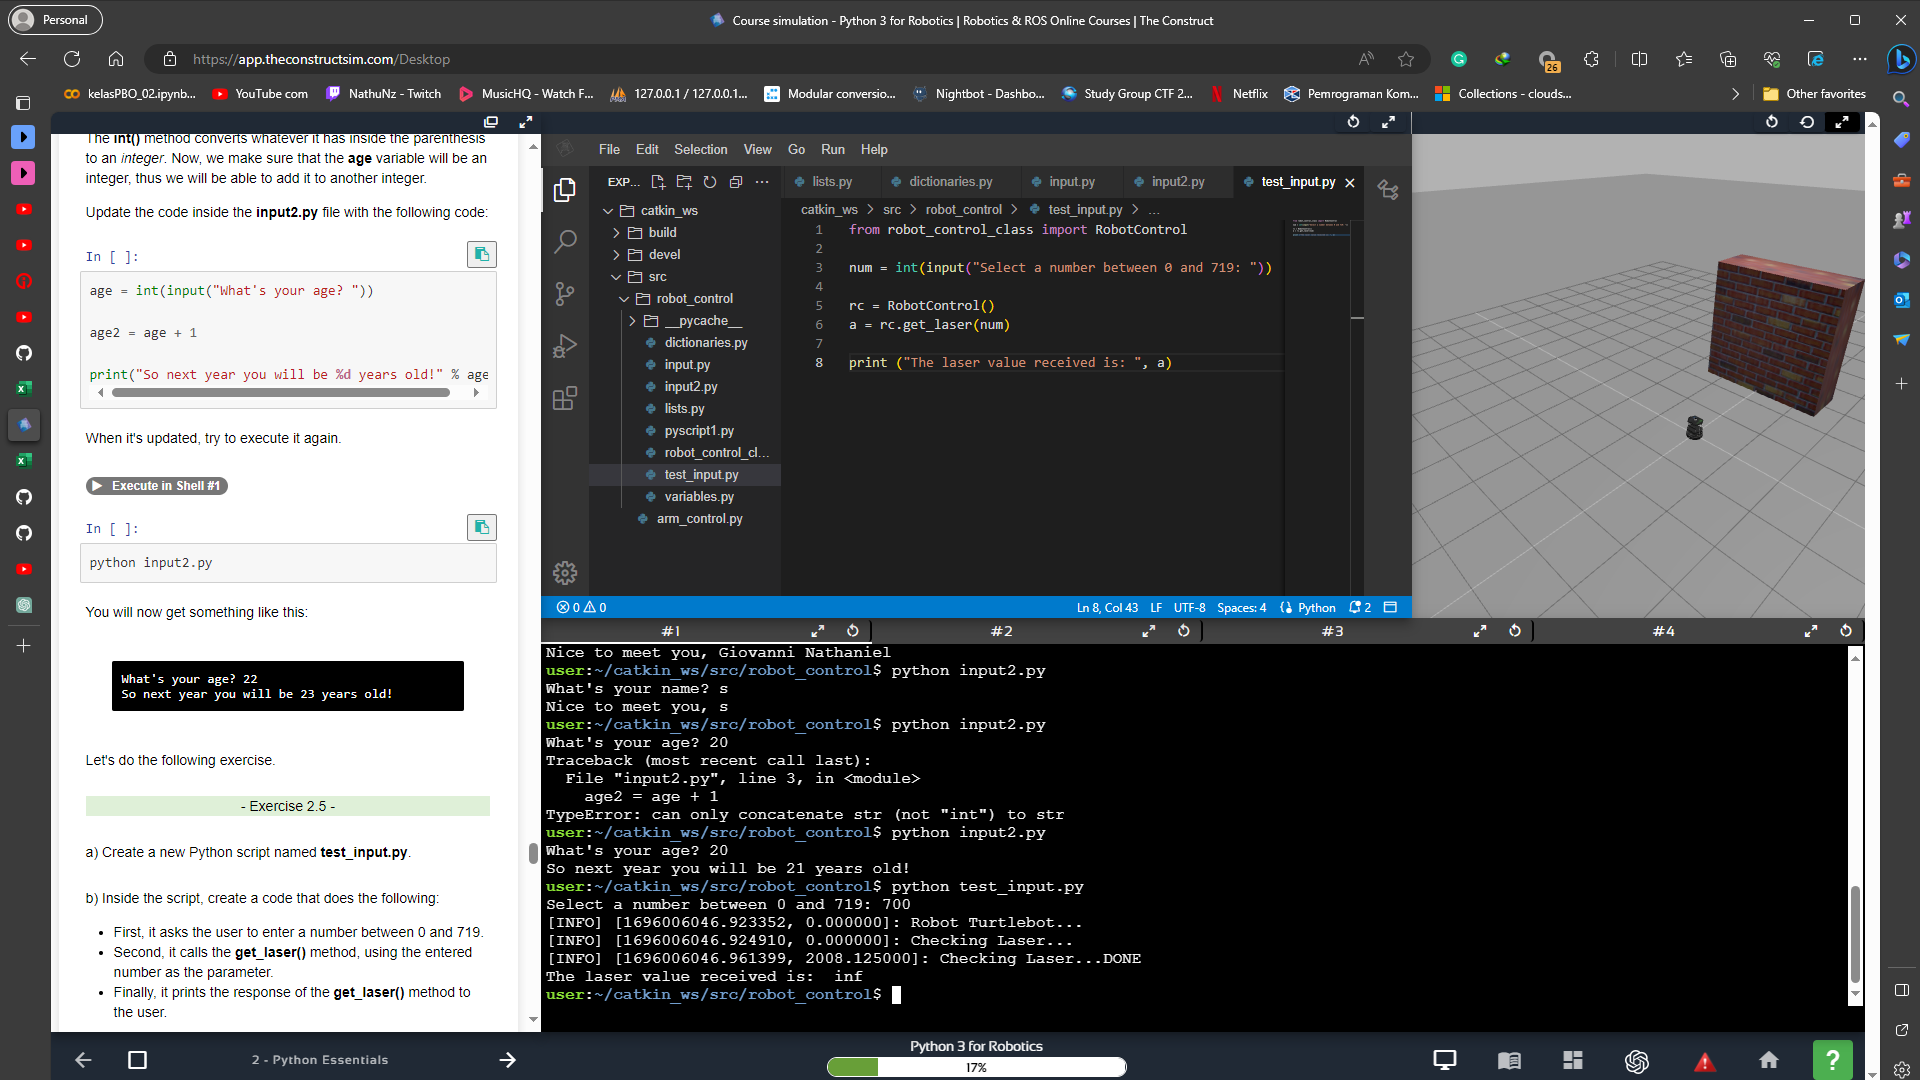 Personal
Course simulation - Python 3 for Robotics | Robotics & ROS Online Courses | The Construct
https://app.theconstructsim.com/Desktop
26
kelasPBO_02.ipynb...
YouTube com
NathuNz - Twitch
MusicHQ - Watch F...
127.0.0.1 / 127.0.0.1...
Modular conversio...
Nightbot - Dashbo...
Study Group CTF 2...
Netflix
Pemrograman Kom...
Collections - clouds...
Other favorites
The int() method converts whatever it has inside the parenthesis
to an integer. Now, we make sure that the age variable will be an
integer, thus we will be able to add it to another integer.
Update the code inside the input2.py file with the following code:
In [ ]:
age = int(input("What's your age? "))
age2 = age + 1
print("So next year you will be %d years old!" % age
When it's updated, try to execute it again.
Execute in Shell #1
In [ ]:
python input2.py
You will now get something like this:
What's your age? 22
So next year you will be 23 years old!
Let's do the following exercise.
- Exercise 2.5 -
a) Create a new Python script named test_input.py.
b) Inside the script, create a code that does the following:
• First, it asks the user to enter a number between 0 and 719.
• Second, it calls the get_laser() method, using the entered
number as the parameter.
• Finally, it prints the response of the get_laser() method to
the user.
File Edit Selection View Go Run Help
EXP...
catkin_ws
build
devel
src
robot_control
__pycache__
dictionaries.py
input.py
input2.py
lists.py
pyscript1.py
robot_control_cl...
test_input.py
variables.py
arm_control.py
lists.py
dictionaries.py
input.py
input2.py
test_input.py
catkin_ws > src > robot_control > test_input.py > ...
1 from robot_control_class import RobotControl
2
3 num = int(input("Select a number between 0 and 719: "))
4
5 rc = RobotControl()
6 a = rc.get_laser(num)
7
8 print ("The laser value received is: ", a)
0 0
Ln 8, Col 43 LF UTF-8 Spaces: 4 Python 2
#1
#2
#3
#4
Nice to meet you, Giovanni Nathaniel
user:~/catkin_ws/src/robot_control$ python input2.py
What's your name? s
Nice to meet you, s
user:~/catkin_ws/src/robot_control$ python input2.py
What's your age? 20
Traceback (most recent call last):
File "input2.py", line 3, in <module>
age2 = age + 1
TypeError: can only concatenate str (not "int") to str
user:~/catkin_ws/src/robot_control$ python input2.py
What's your age? 20
So next year you will be 21 years old!
user:~/catkin_ws/src/robot_control$ python test_input.py
Select a number between 0 and 719: 700
[INFO] [1696006046.923352, 0.000000]: Robot Turtlebot...
[INFO] [1696006046.924910, 0.000000]: Checking Laser...
[INFO] [1696006046.961399, 2008.125000]: Checking Laser...DONE
The laser value received is:  inf
user:~/catkin_ws/src/robot_control$
2 - Python Essentials
Python 3 for Robotics
17%
?